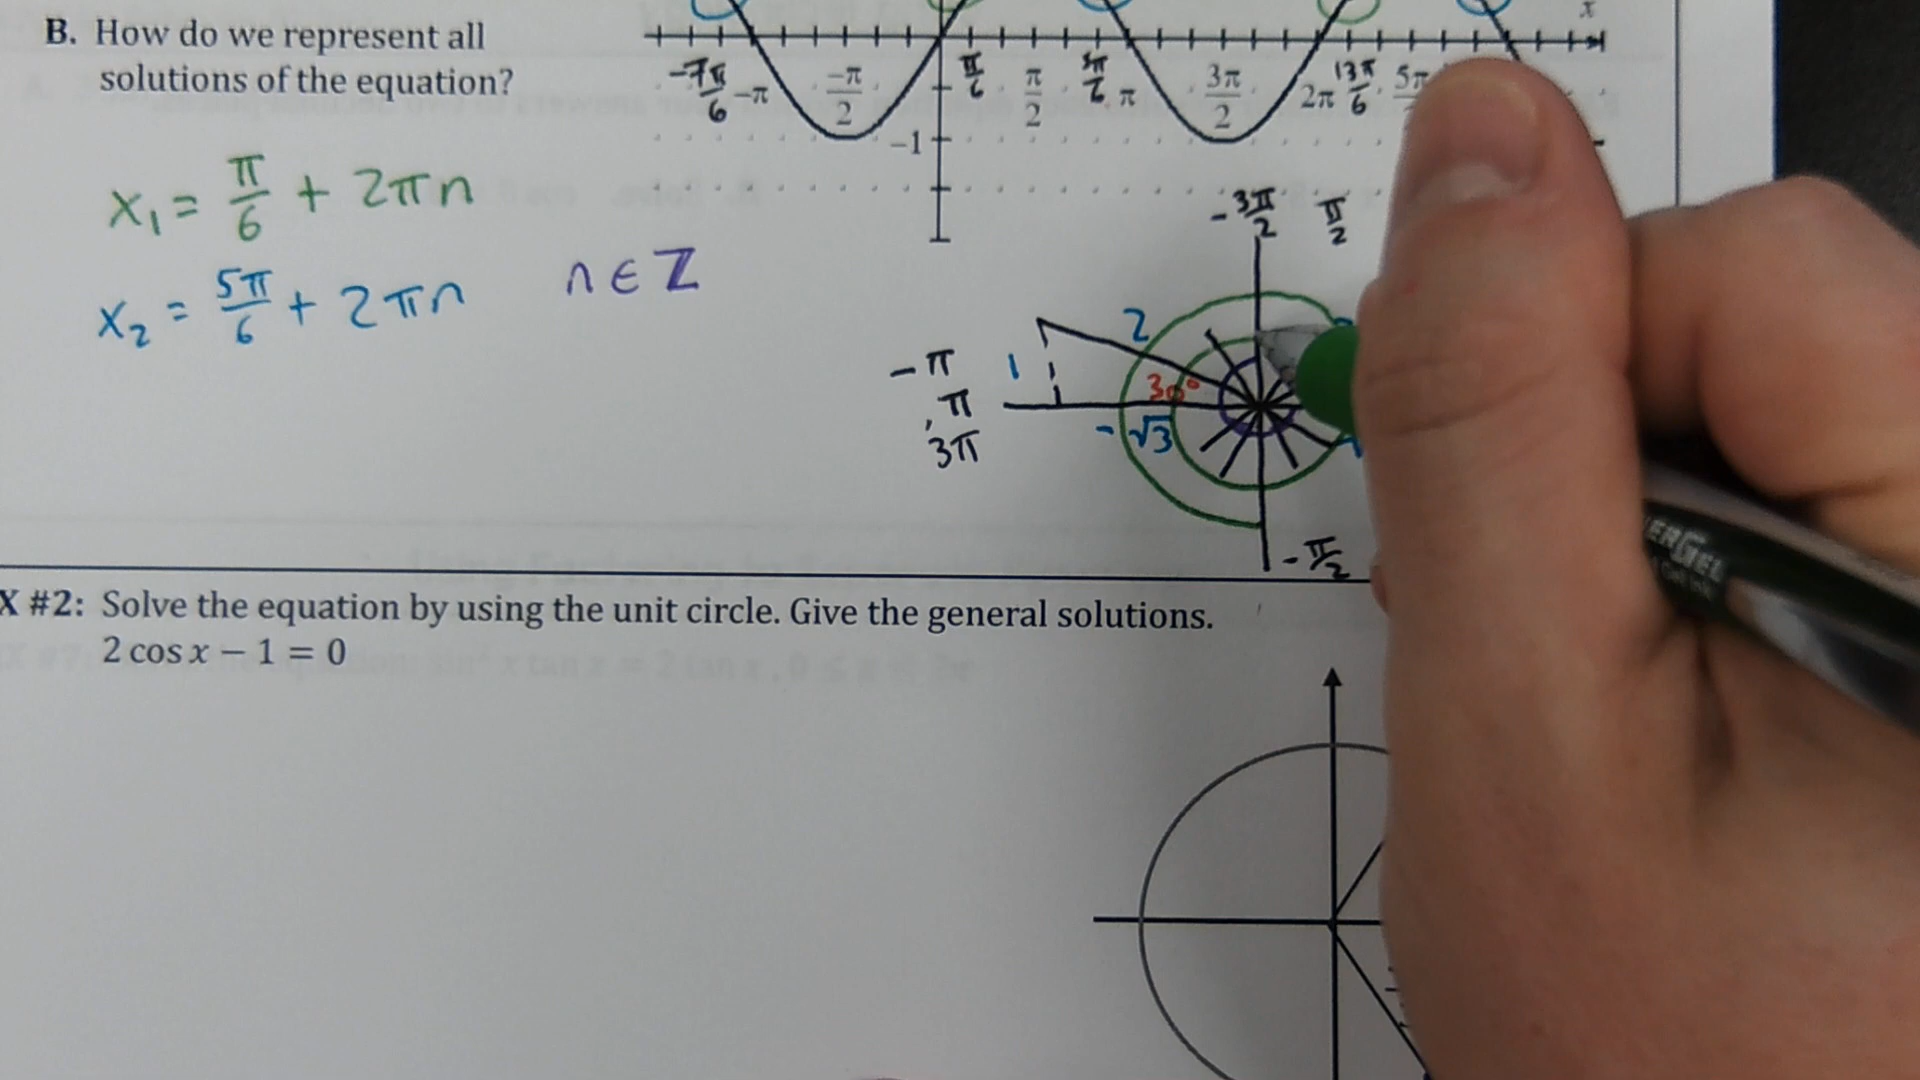 B. How do we represent all
solutions of the equation?
x
-7π/6 -π -π/2 π/6 π/2 5π/6 π 3π/2 2π 13π/6 5π
-1
x₁ = π/6 + 2πn
x₂ = 5π/6 + 2πn n ∈ Z
-3π/2 π/2
2
-π
1
30°
π
-√3
3π
-π/2
X #2: Solve the equation by using the unit circle. Give the general solutions.
2 cos x − 1 = 0